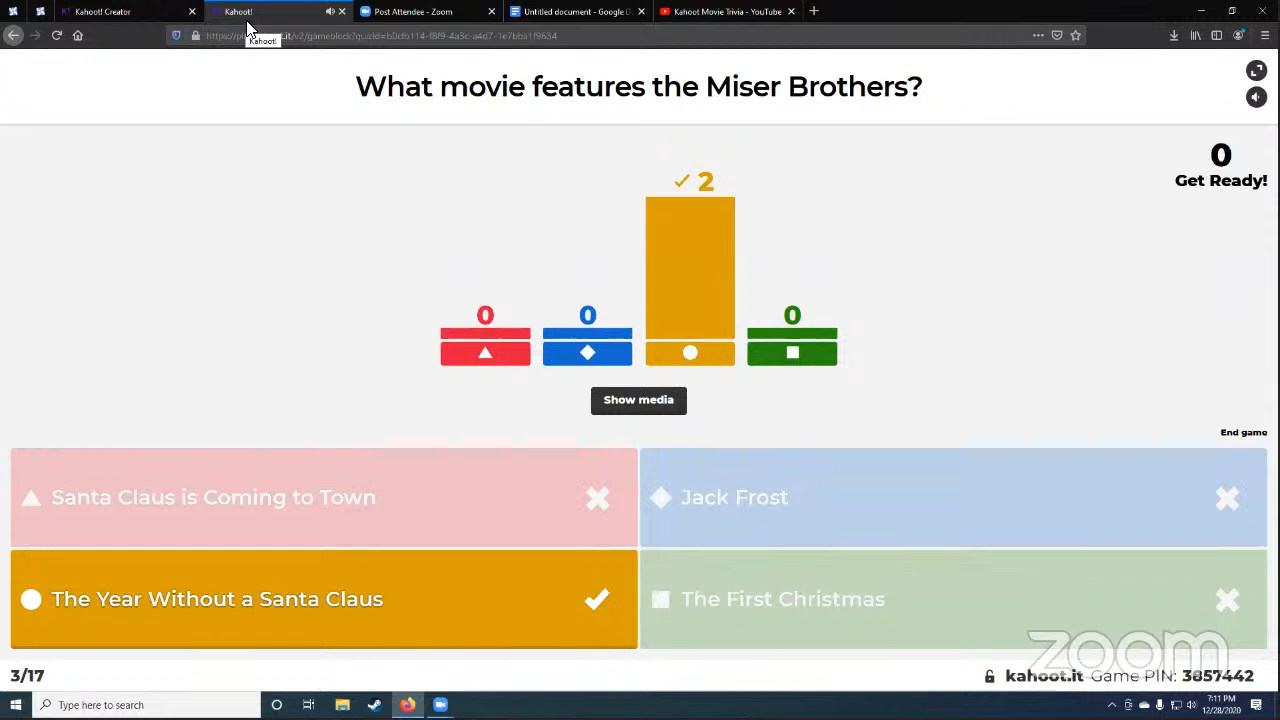 Kahoot! Creator
Kahoot!
Post Attendee - Zoom
Untitled document - Google D
Kahoot Movie Trivia - YouTube
Kahoot!
What movie features the Miser Brothers?
0
Get Ready!
2
0
0
0
Show media
End game
Santa Claus is Coming to Town
Jack Frost
The Year Without a Santa Claus
The First Christmas
zoom
3/17
kahoot.it Game PIN: 3857442
Type here to search
7:11 PM
12/28/2020